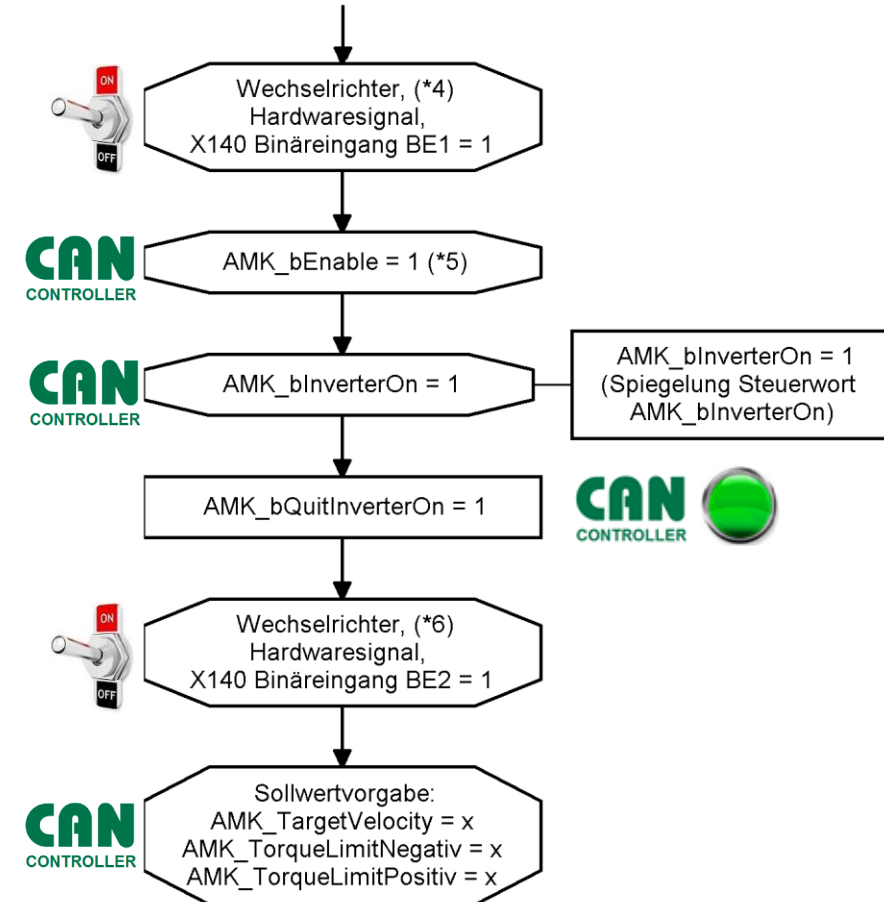 ON
OFF
Wechselrichter, (*4)
Hardwaresignal,
X140 Binäreingang BE1 = 1
CAN
CONTROLLER
AMK_bEnable = 1 (*5)
CAN
CONTROLLER
AMK_bInverterOn = 1
AMK_bInverterOn = 1
(Spiegelung Steuerwort
AMK_bInverterOn)
AMK_bQuitInverterOn = 1
CAN
CONTROLLER
ON
OFF
Wechselrichter, (*6)
Hardwaresignal,
X140 Binäreingang BE2 = 1
CAN
CONTROLLER
Sollwertvorgabe:
AMK_TargetVelocity = x
AMK_TorqueLimitNegativ = x
AMK_TorqueLimitPositiv = x